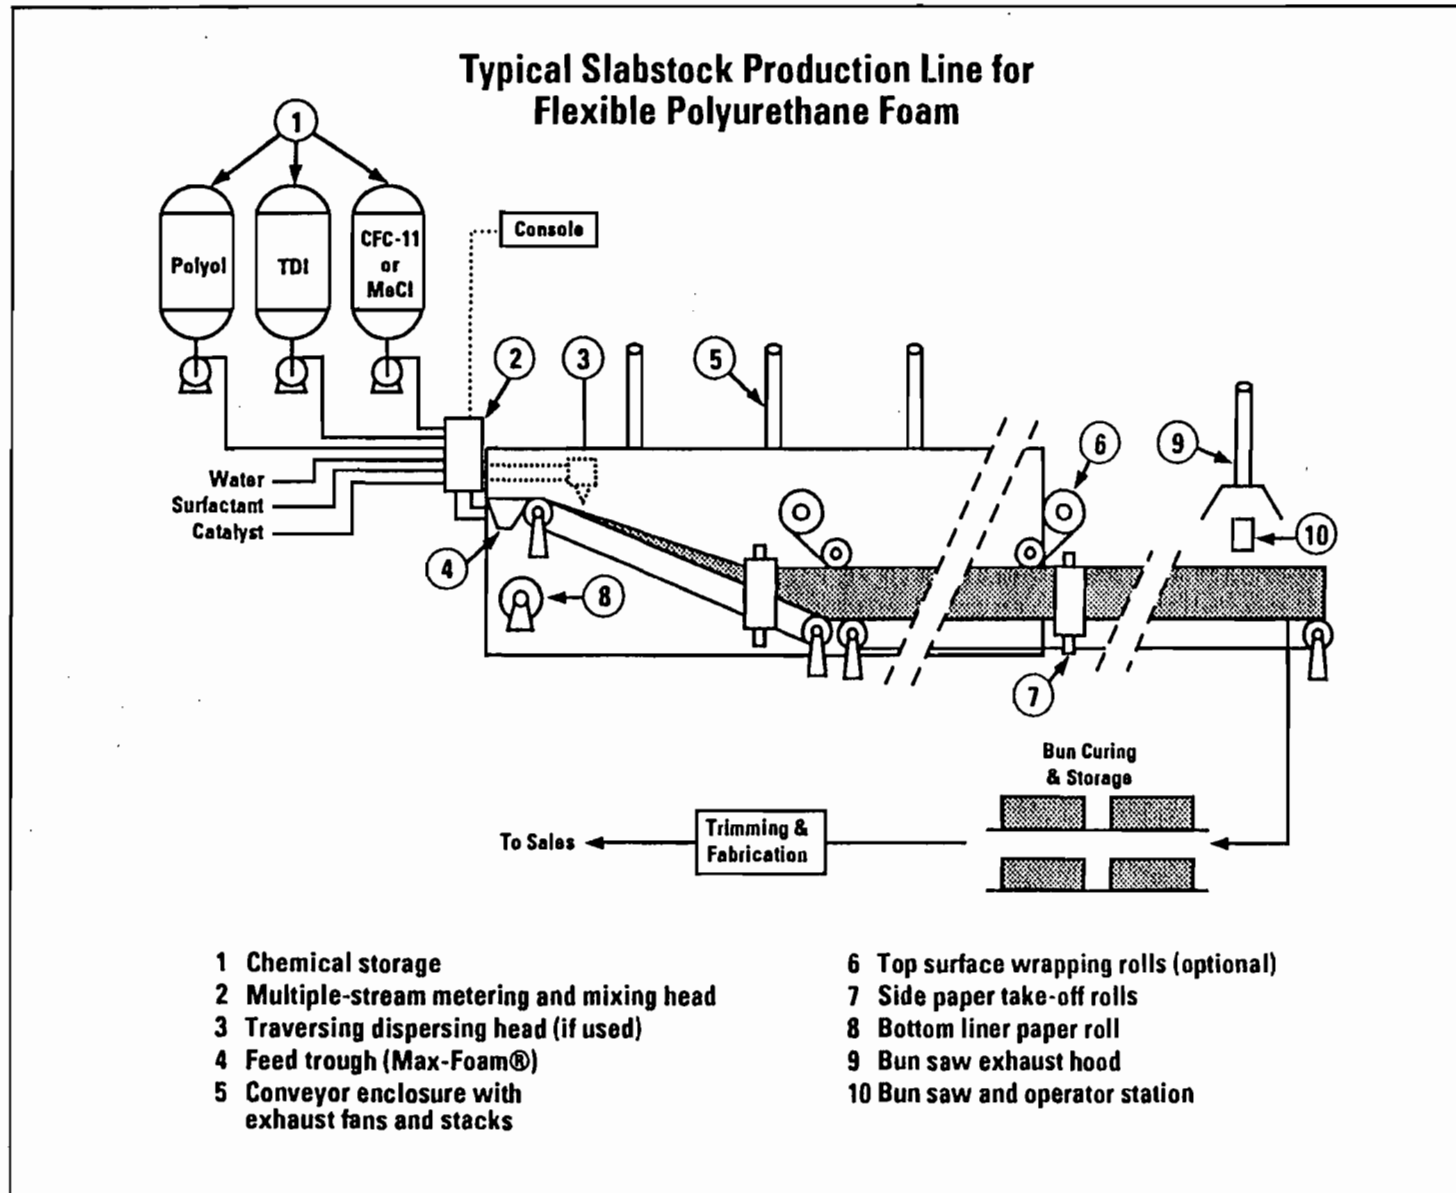 Typical Slabstock Production Line for
Flexible Polyurethane Foam
1
Polyol
TDI
CFC-11
or
MeCl
Console
2
3
5
6
9
Water
Surfactant
Catalyst
10
4
8
7
Bun Curing
& Storage
To Sales
Trimming &
Fabrication
1 Chemical storage
2 Multiple-stream metering and mixing head
3 Traversing dispersing head (if used)
4 Feed trough (Max-Foam®)
5 Conveyor enclosure with
exhaust fans and stacks
6 Top surface wrapping rolls (optional)
7 Side paper take-off rolls
8 Bottom liner paper roll
9 Bun saw exhaust hood
10 Bun saw and operator station